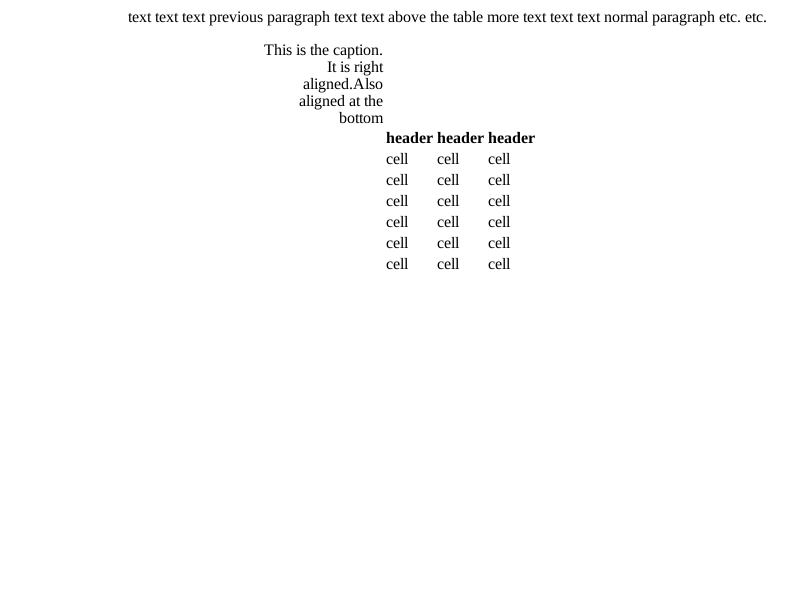 text text text previous paragraph text text above the table more text text text normal paragraph etc. etc.
This is the caption.
It is right
aligned.Also
aligned at the
bottom
header header header
cell cell cell
cell cell cell
cell cell cell
cell cell cell
cell cell cell
cell cell cell